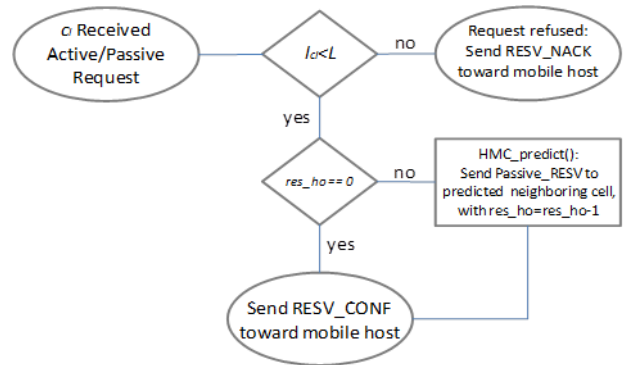 ci Received
Active/Passive
Request
lci<L
no
Request refused:
Send RESV_NACK
toward mobile host
yes
res_ho == 0
no
HMC_predict():
Send Passive_RESV to
predicted neighboring cell,
with res_ho=res_ho-1
yes
Send RESV_CONF
toward mobile host